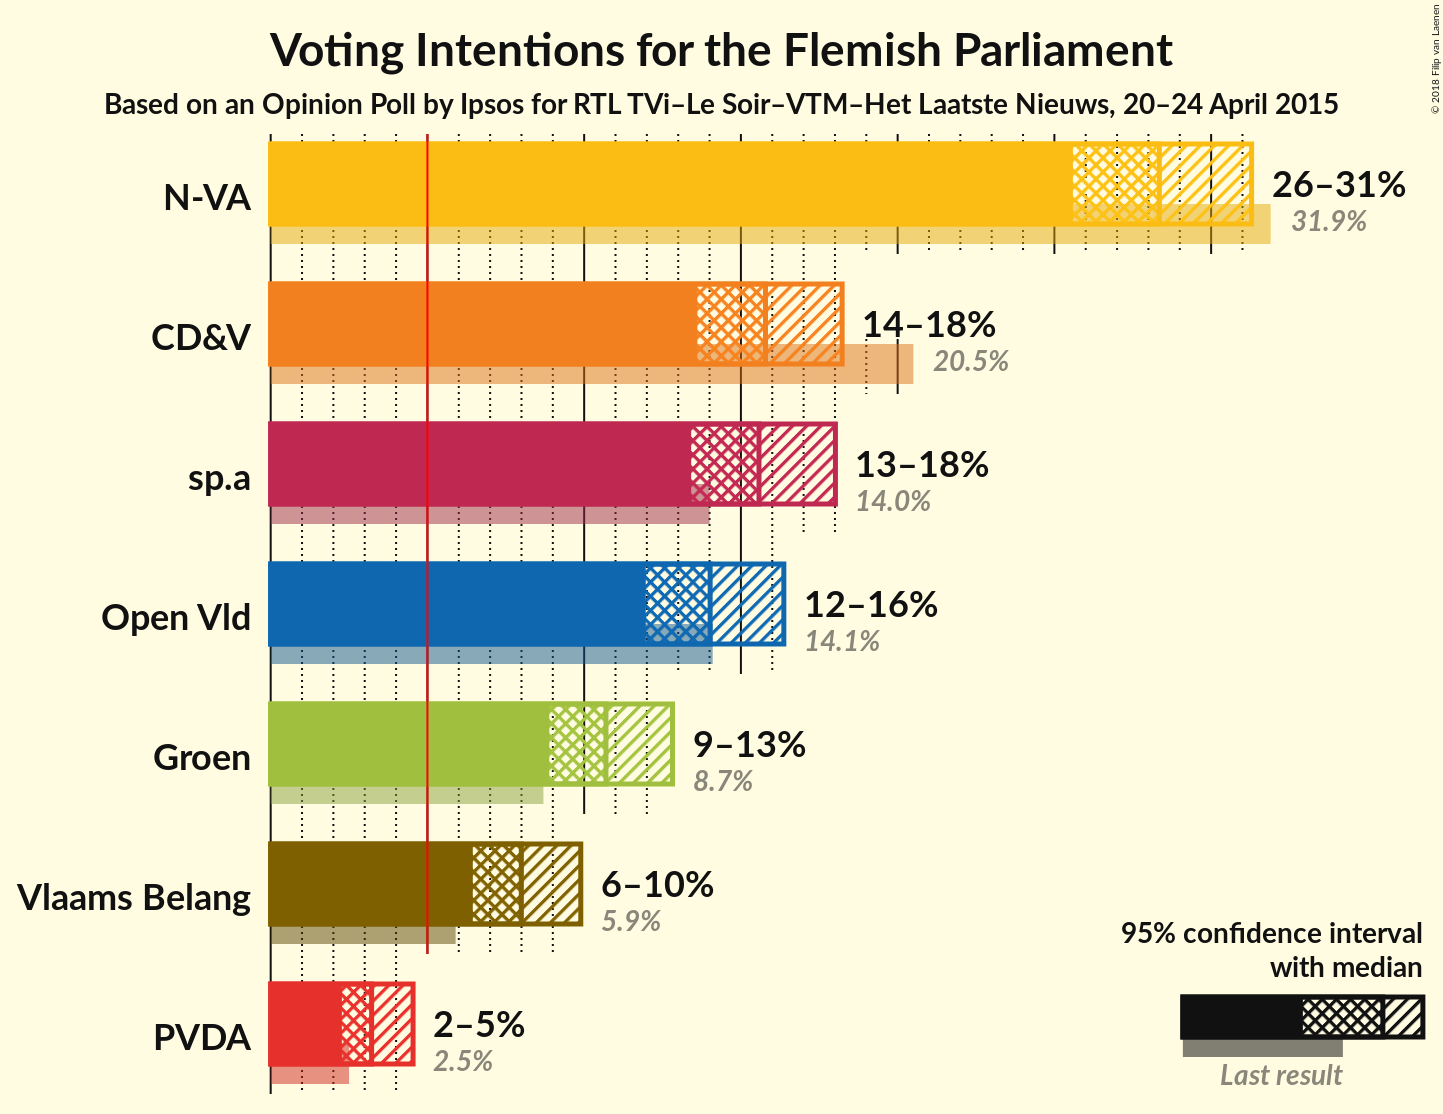 Voting Intentions for the Flemish Parliament
Based on an Opinion Poll by Ipsos for RTL TVi–Le Soir–VTM–Het Laatste Nieuws, 20–24 April 2015
© 2018 Filip van Laenen
N-VA
26–31%
31.9%
CD&V
14–18%
20.5%
sp.a
13–18%
14.0%
Open Vld
12–16%
14.1%
Groen
9–13%
8.7%
Vlaams Belang
6–10%
5.9%
PVDA
2–5%
2.5%
95% confidence interval
with median
Last result